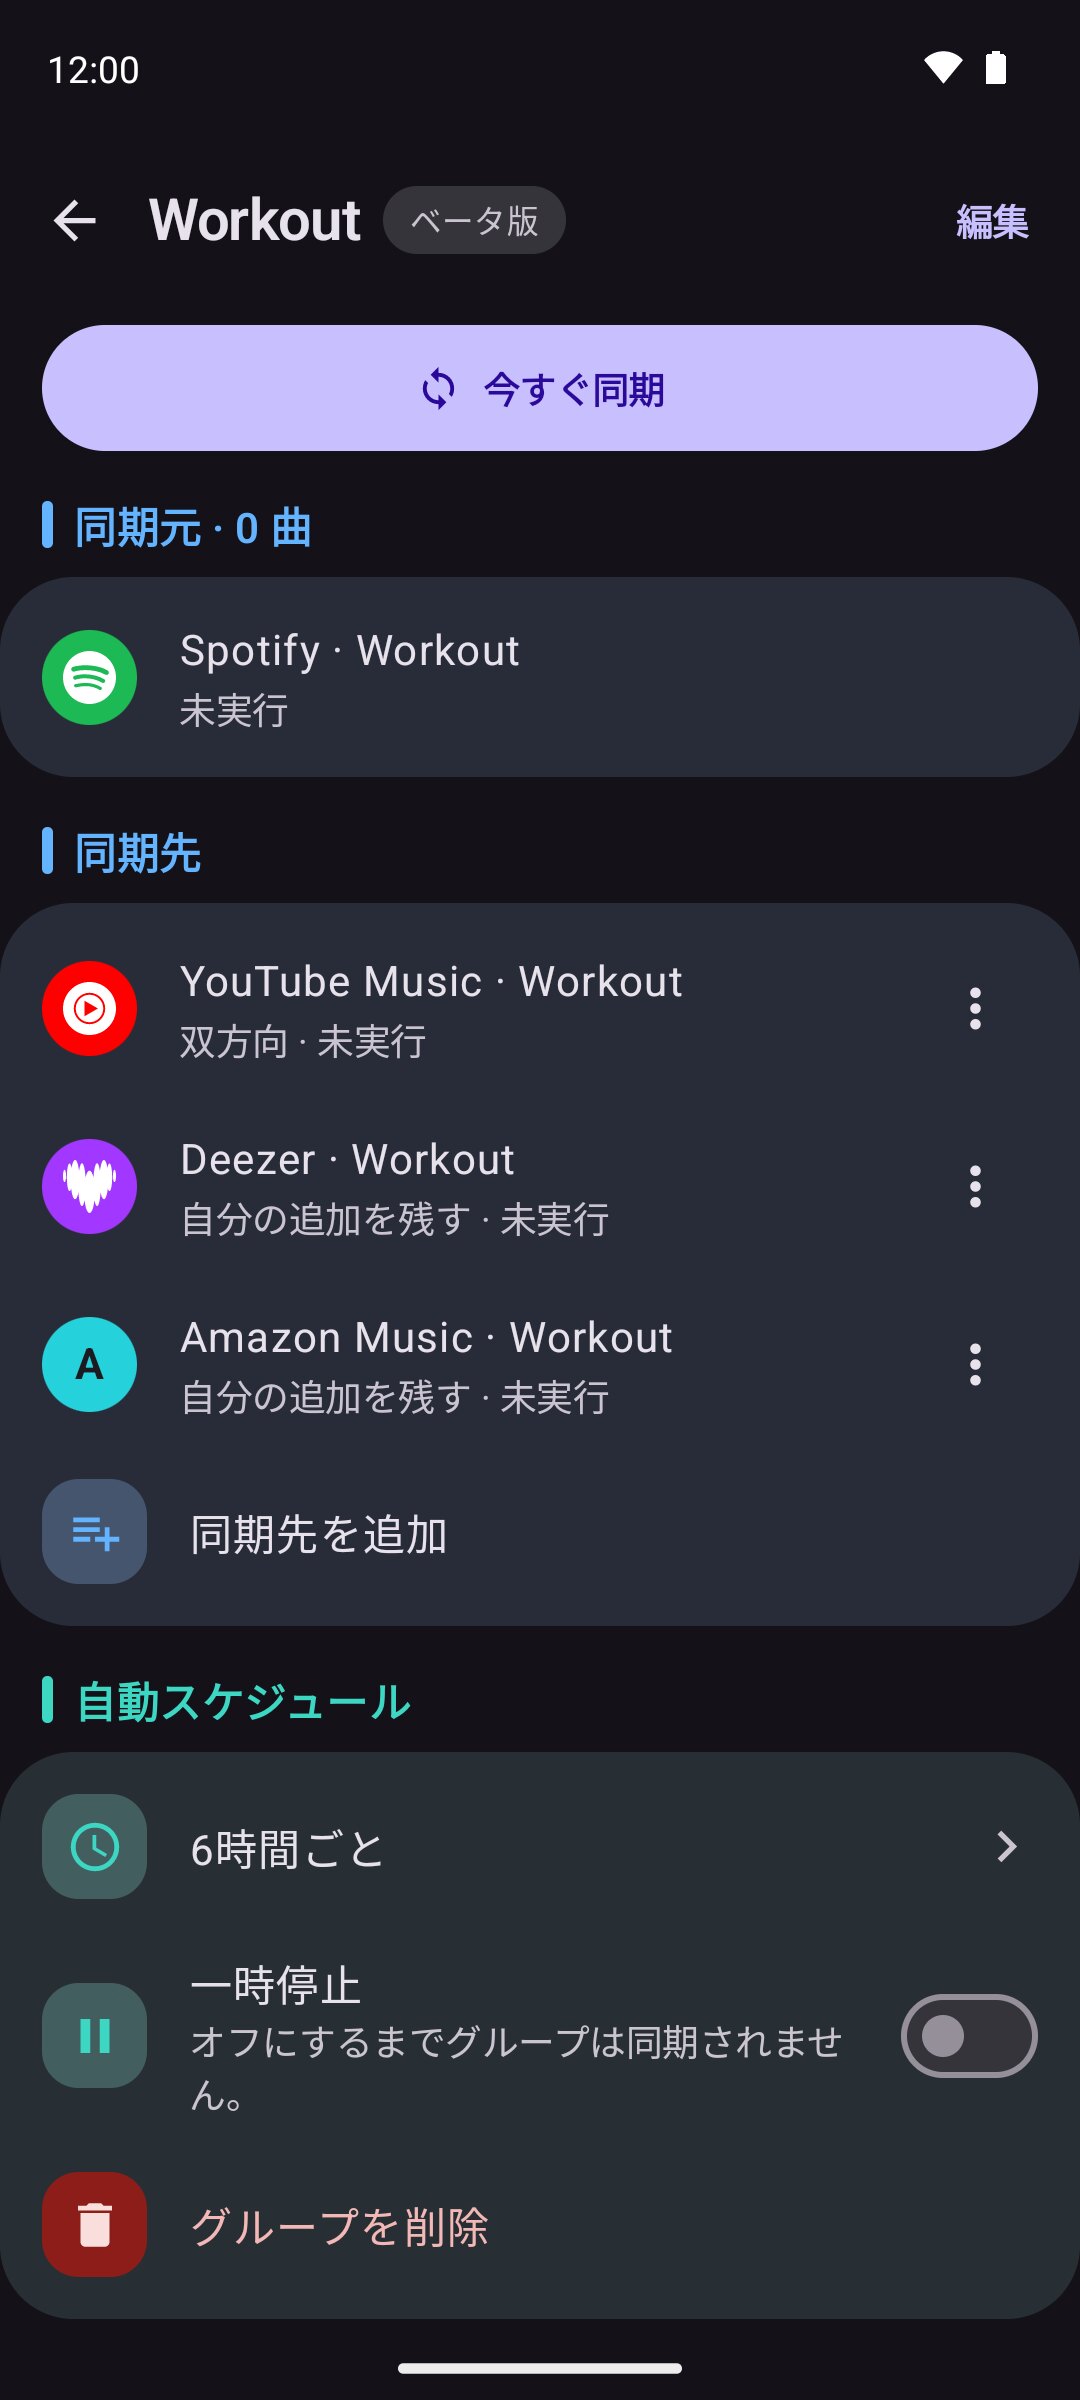 12:00
Workout
ベータ版
編集
今すぐ同期
同期元 · 0 曲
Spotify · Workout
未実行
同期先
YouTube Music · Workout
双方向 · 未実行
Deezer · Workout
自分の追加を残す · 未実行
A
Amazon Music · Workout
自分の追加を残す · 未実行
同期先を追加
自動スケジュール
6時間ごと
一時停止
オフにするまでグループは同期されませ
ん。
グループを削除